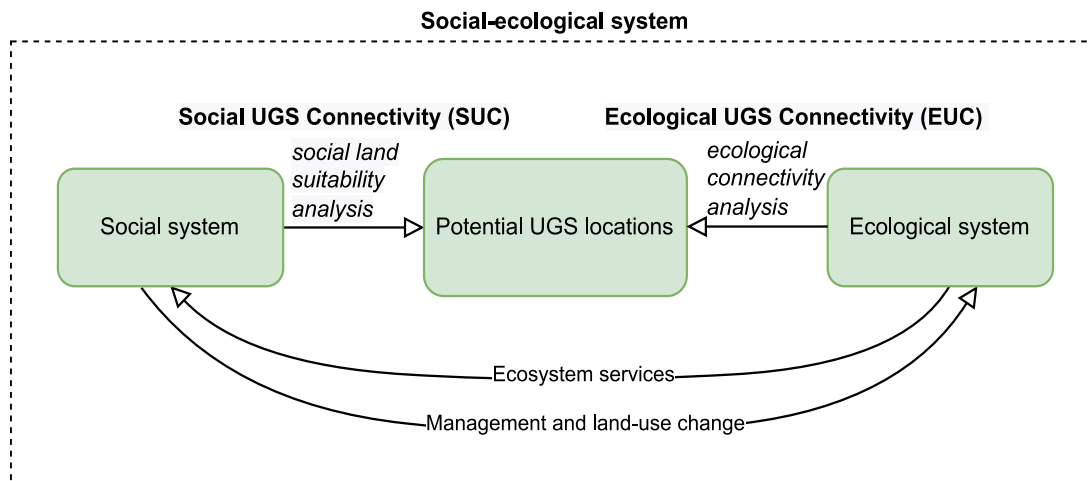 Social-ecological system
Social UGS Connectivity (SUC)
Ecological UGS Connectivity (EUC)
social land
suitability
analysis
ecological
connectivity
analysis
Social system
Potential UGS locations
Ecological system
Ecosystem services
Management and land-use change